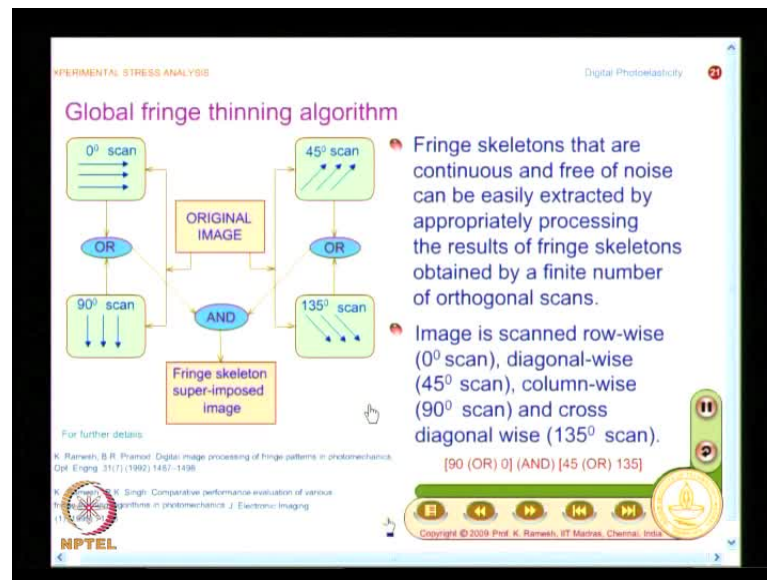 XPERIMENTAL STRESS ANALYSIS
Digital Photoelasticity
21
Global fringe thinning algorithm
0⁰ scan
45⁰ scan
ORIGINAL
IMAGE
OR
OR
90⁰ scan
135⁰ scan
AND
Fringe skeleton
super-imposed
image
Fringe skeletons that are
continuous and free of noise
can be easily extracted by
appropriately processing
the results of fringe skeletons
obtained by a finite number
of orthogonal scans.
Image is scanned row-wise
(0⁰ scan), diagonal-wise
(45⁰ scan), column-wise
(90⁰ scan) and cross
diagonal wise (135⁰ scan).
[90 (OR) 0] (AND) [45 (OR) 135]
For further details
K. Ramesh, B.R. Pramod Digital image processing of fringe patterns in photomechanics.
Opt. Engng. 31(7) (1992) 1487-1498
K. Ramesh, R.K. Singh Comparative performance evaluation of various
fringe algorithms in photomechanics J. Electronic Imaging
NPTEL
Copyright © 2009 Prof. K. Ramesh, IIT Madras, Chennai, India